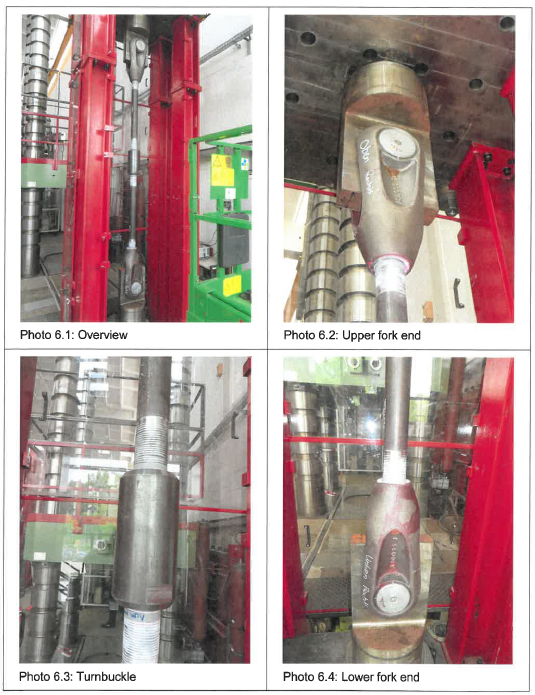 Photo 6.1: Overview
Photo 6.2: Upper fork end
Photo 6.3: Turnbuckle
Photo 6.4: Lower fork end